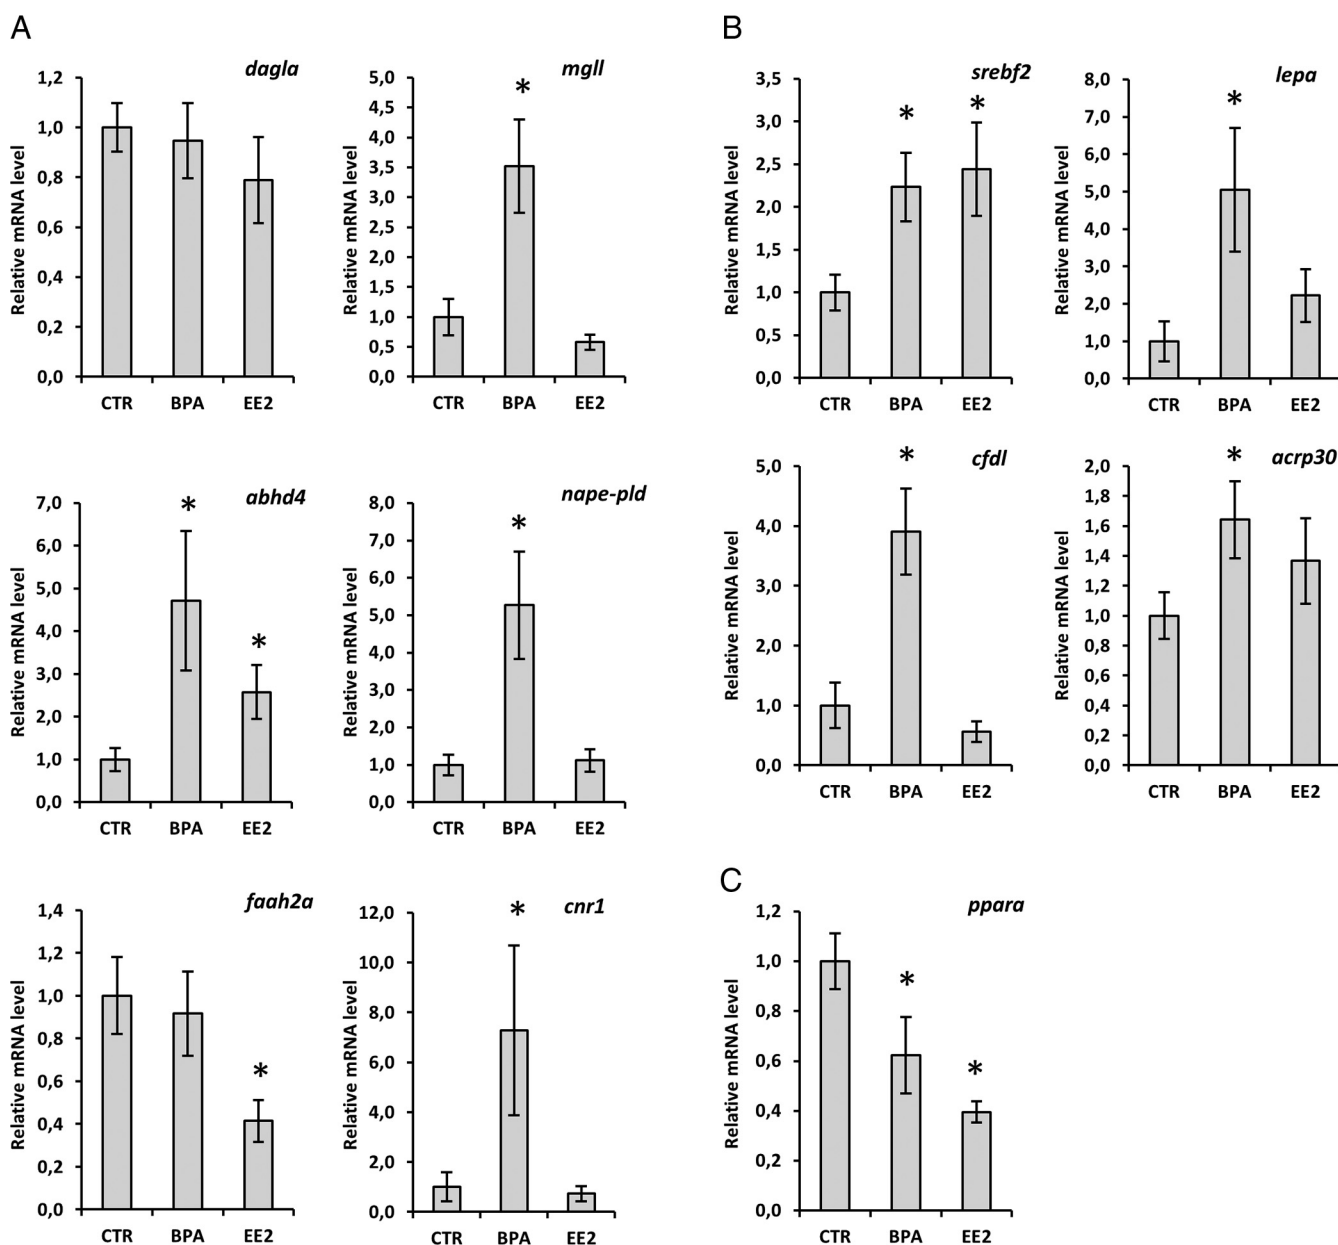 A
dagla
Relative mRNA level
1,2
1,0
0,8
0,6
0,4
0,2
0,0
CTR BPA EE2
mgll
Relative mRNA level
5,0
4,5
4,0
3,5
3,0
2,5
2,0
1,5
1,0
0,5
0,0
*
CTR BPA EE2
abhd4
Relative mRNA level
7,0
6,0
5,0
4,0
3,0
2,0
1,0
0,0
*
*
CTR BPA EE2
nape-pld
Relative mRNA level
8,0
7,0
6,0
5,0
4,0
3,0
2,0
1,0
0,0
*
CTR BPA EE2
faah2a
Relative mRNA level
1,4
1,2
1,0
0,8
0,6
0,4
0,2
0,0
*
CTR BPA EE2
cnr1
Relative mRNA level
12,0
10,0
8,0
6,0
4,0
2,0
0,0
*
CTR BPA EE2
B
srebf2
Relative mRNA level
3,5
3,0
2,5
2,0
1,5
1,0
0,5
0,0
* *
CTR BPA EE2
lepa
Relative mRNA level
8,0
7,0
6,0
5,0
4,0
3,0
2,0
1,0
0,0
*
CTR BPA EE2
cfdl
Relative mRNA level
5,0
4,0
3,0
2,0
1,0
0,0
*
CTR BPA EE2
acrp30
Relative mRNA level
2,0
1,8
1,6
1,4
1,2
1,0
0,8
0,6
0,4
0,2
0,0
*
CTR BPA EE2
C
ppara
Relative mRNA level
1,2
1,0
0,8
0,6
0,4
0,2
0,0
*
*
CTR BPA EE2